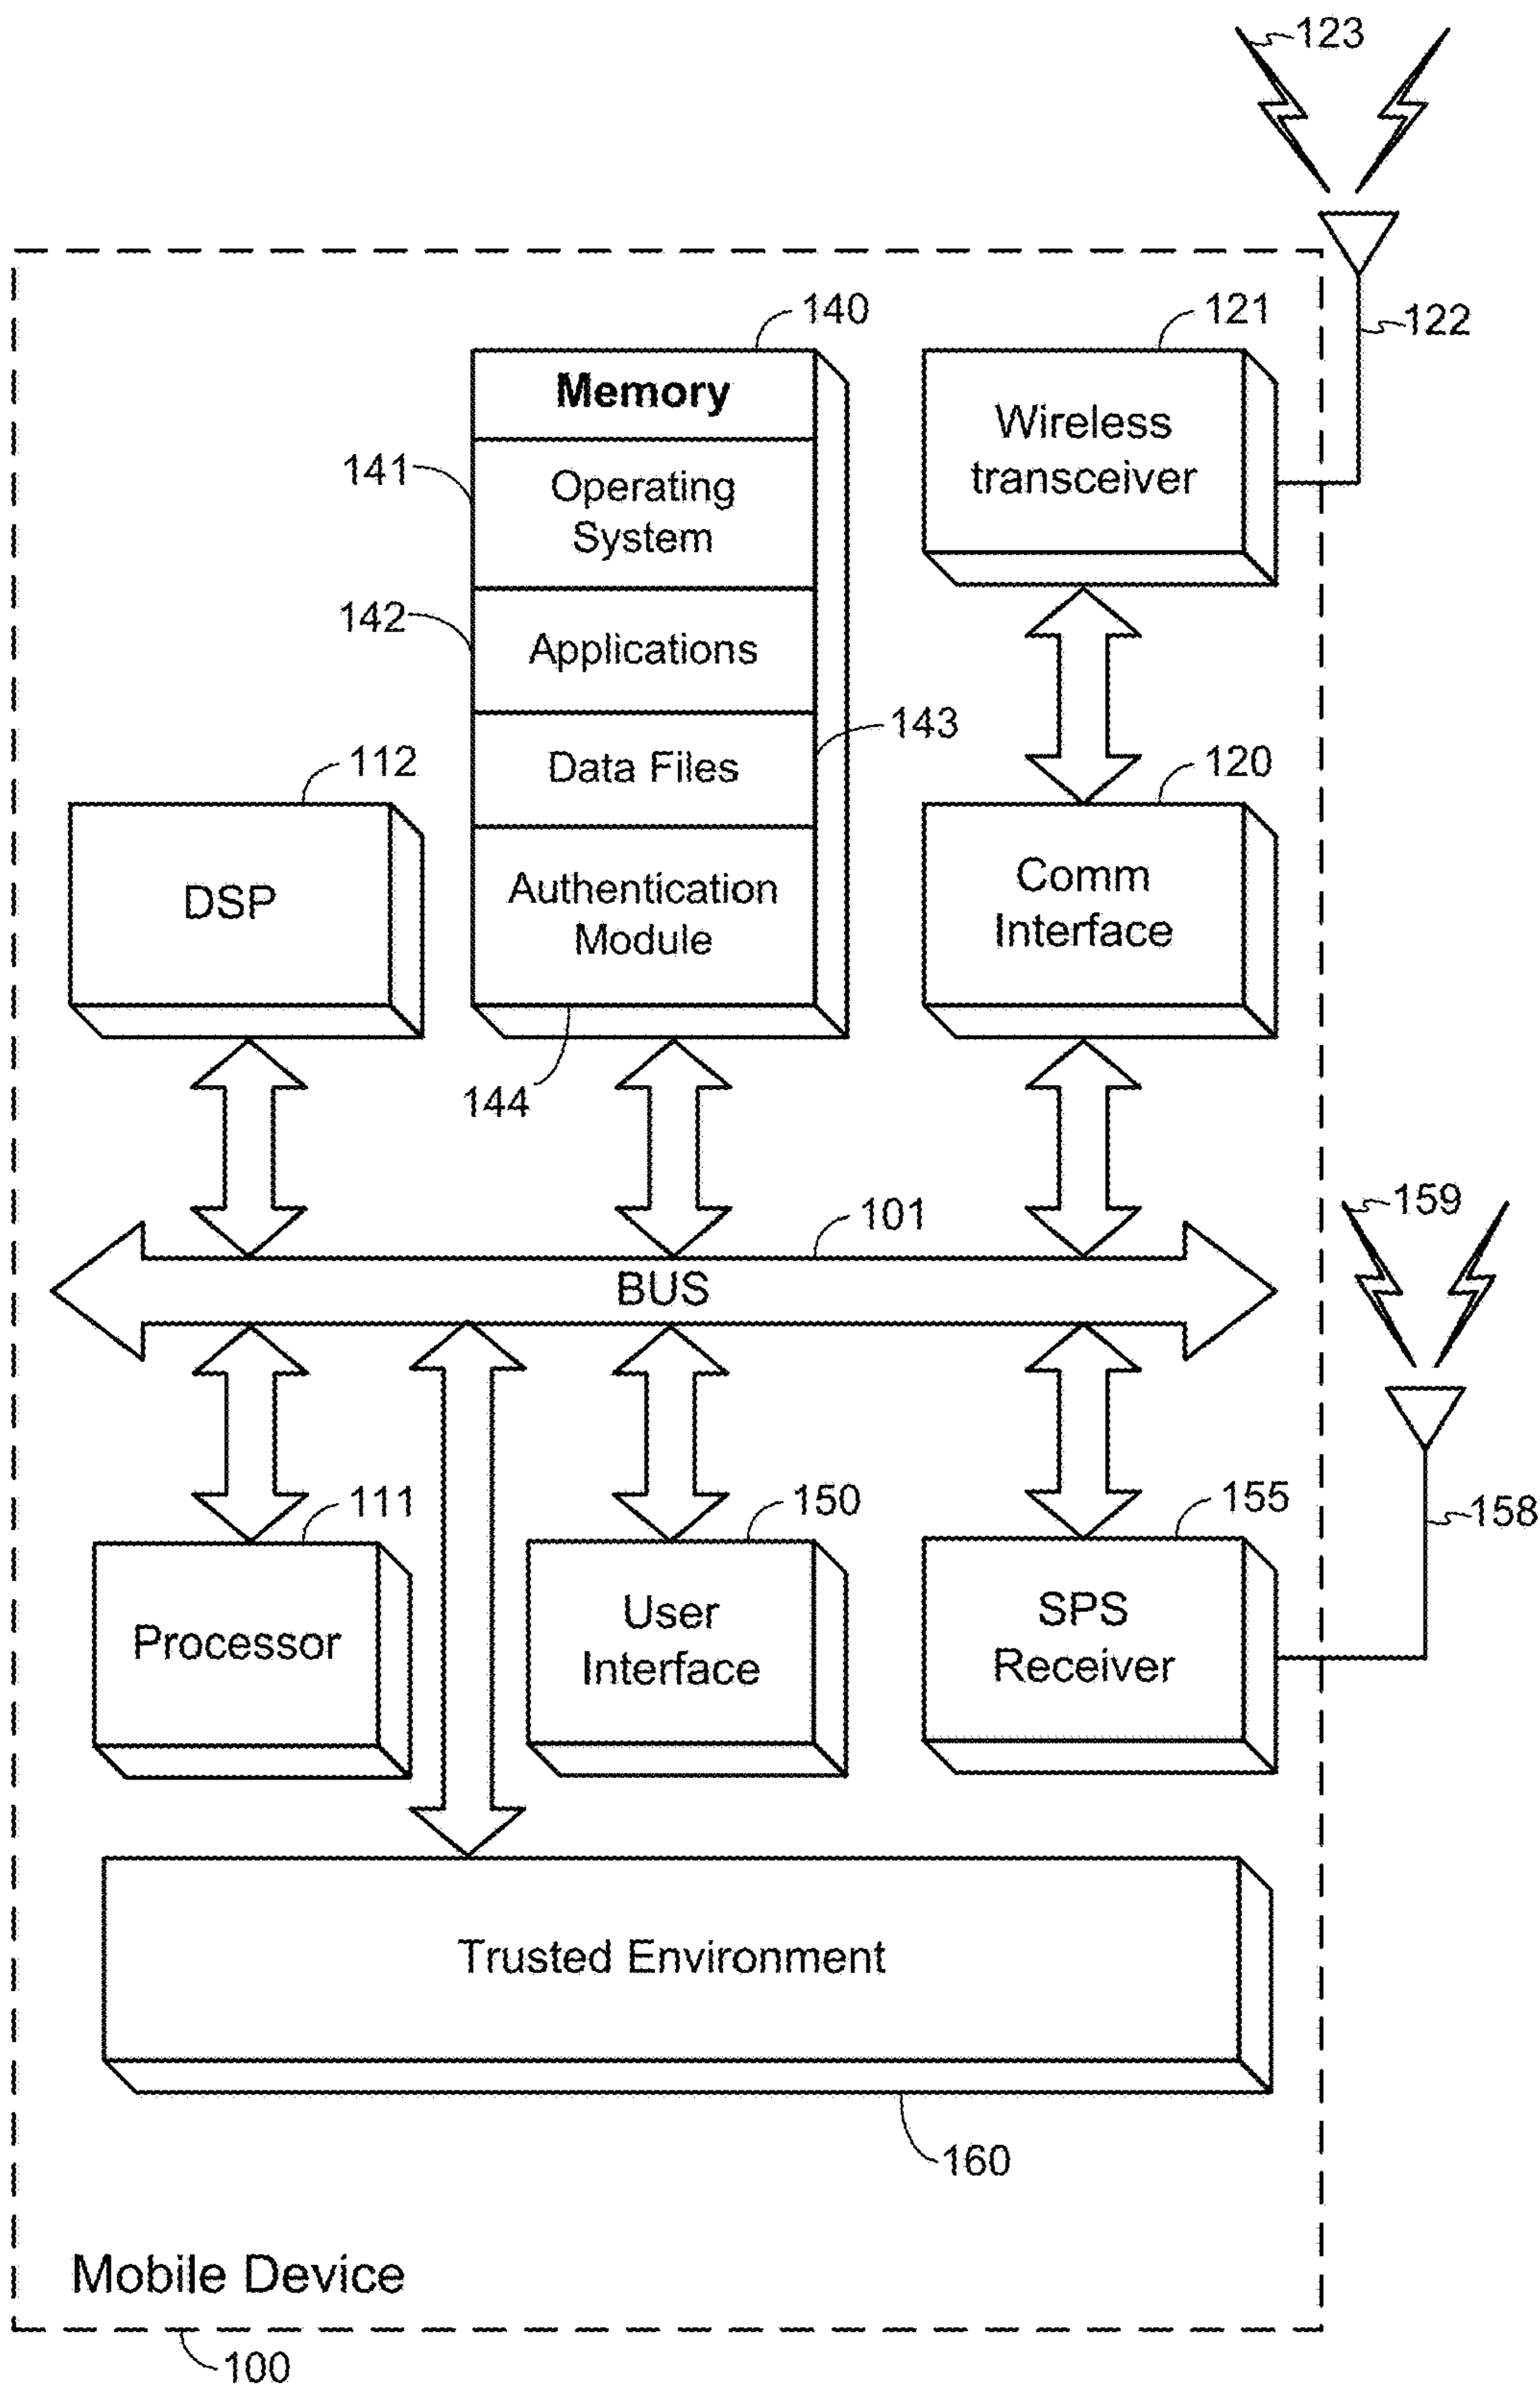 123
122
140
121
Memory
Wireless
transceiver
141
Operating
System
142
Applications
143
112
Data Files
120
DSP
Authentication
Module
Comm
Interface
144
101
159
BUS
111
150
155
158
Processor
User
Interface
SPS
Receiver
Trusted Environment
160
Mobile Device
100